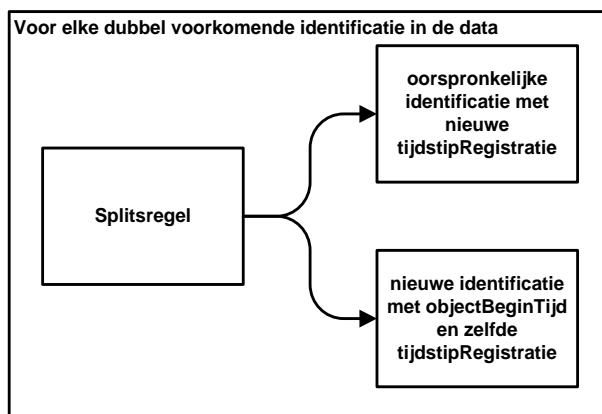 Voor elke dubbel voorkomende identificatie in de data
oorspronkelijke
identificatie met
nieuwe
tijdstipRegistratie
Splitsregel
nieuwe identificatie
met objectBeginTijd
en zelfde
tijdstipRegistratie